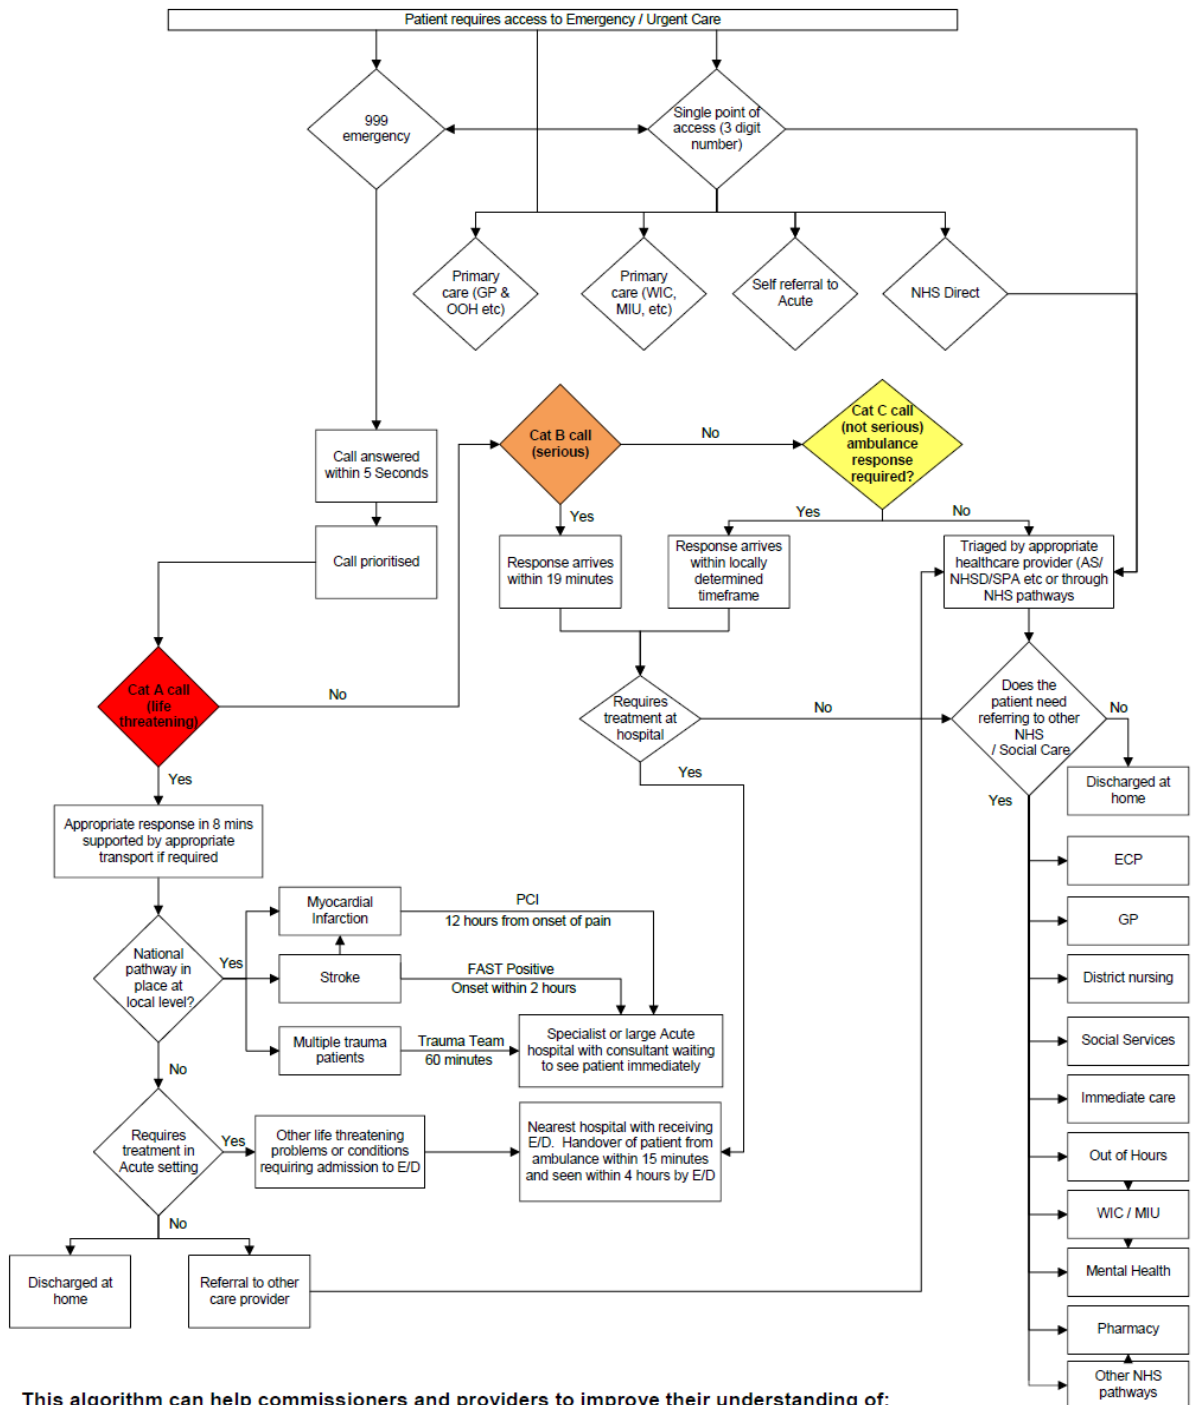 Patient requires access to Emergency / Urgent Care
999
emergency
Single point of
access (3 digit
number)
Primary
care (GP &
OOH etc)
Primary
care (WIC,
MIU, etc)
Self referral to
Acute
NHS Direct
Call answered
within 5 Seconds
Cat B call
(serious)
No
Cat C call
(not serious)
ambulance
response
required?
Yes
Yes
No
Call prioritised
Response arrives
within 19 minutes
Response arrives
within locally
determined
timeframe
Triaged by appropriate
healthcare provider (AS/
NHSD/SPA etc or through
NHS pathways
Cat A call
(life
threatening)
No
Requires
treatment at
hospital
No
Does the
patient need
referring to other
NHS
/ Social Care
No
Yes
Yes
Yes
Discharged at
home
Appropriate response in 8 mins
supported by appropriate
transport if required
ECP
GP
District nursing
Social Services
Immediate care
Out of Hours
WIC / MIU
Mental Health
Pharmacy
Other NHS
pathways
National
pathway in
place at
local level?
Yes
Myocardial
Infarction
PCI
12 hours from onset of pain
Stroke
FAST Positive
Onset within 2 hours
Multiple trauma
patients
Trauma Team
60 minutes
Specialist or large Acute
hospital with consultant waiting
to see patient immediately
No
Requires
treatment in
Acute setting
Yes
Other life threatening
problems or conditions
requiring admission to E/D
Nearest hospital with receiving
E/D. Handover of patient from
ambulance within 15 minutes
and seen within 4 hours by E/D
No
Discharged at
home
Referral to other
care provider
This algorithm can help commissioners and providers to improve their understanding of: